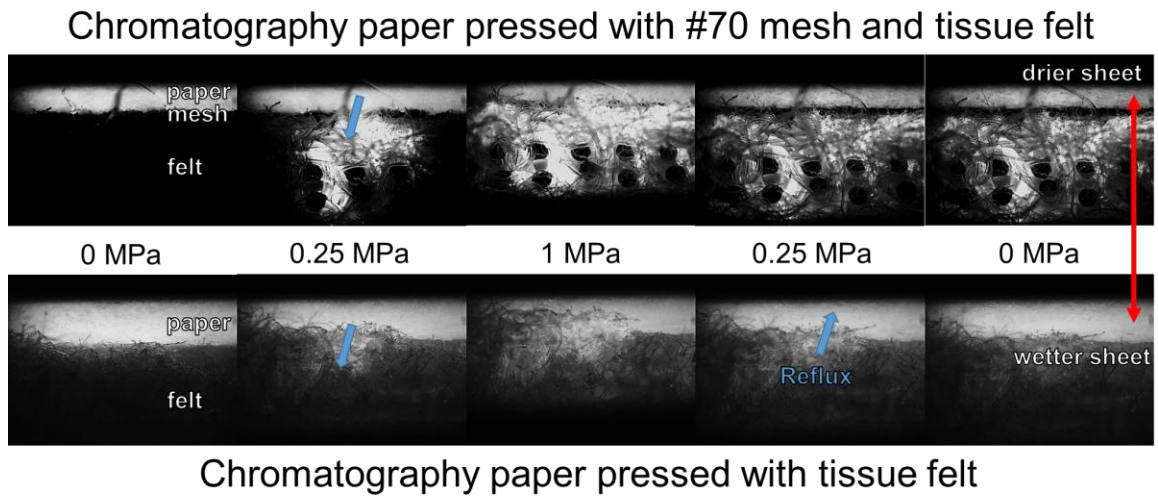 Chromatography paper pressed with #70 mesh and tissue felt
paper
mesh
felt
drier sheet
0 MPa
0.25 MPa
1 MPa
0.25 MPa
0 MPa
paper
felt
Reflux
wetter sheet
Chromatography paper pressed with tissue felt